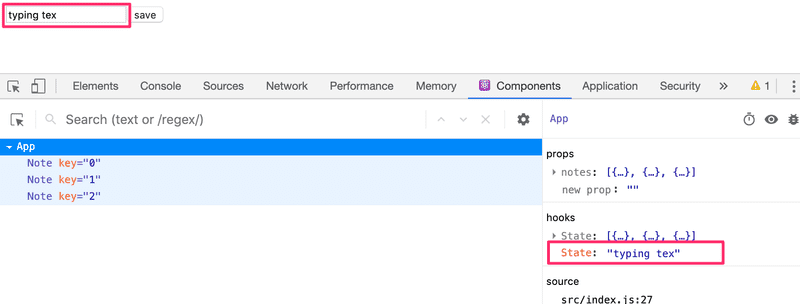 typing tex save
Elements Console Sources Network Performance Memory Components Application Security » 1
Search (text or /regex/)
App
Note key="0"
Note key="1"
Note key="2"
App
props
notes: [{…}, {…}, {…}]
new prop: ""
hooks
State: [{…}, {…}, {…}]
State: "typing tex"
source
src/index.js:27